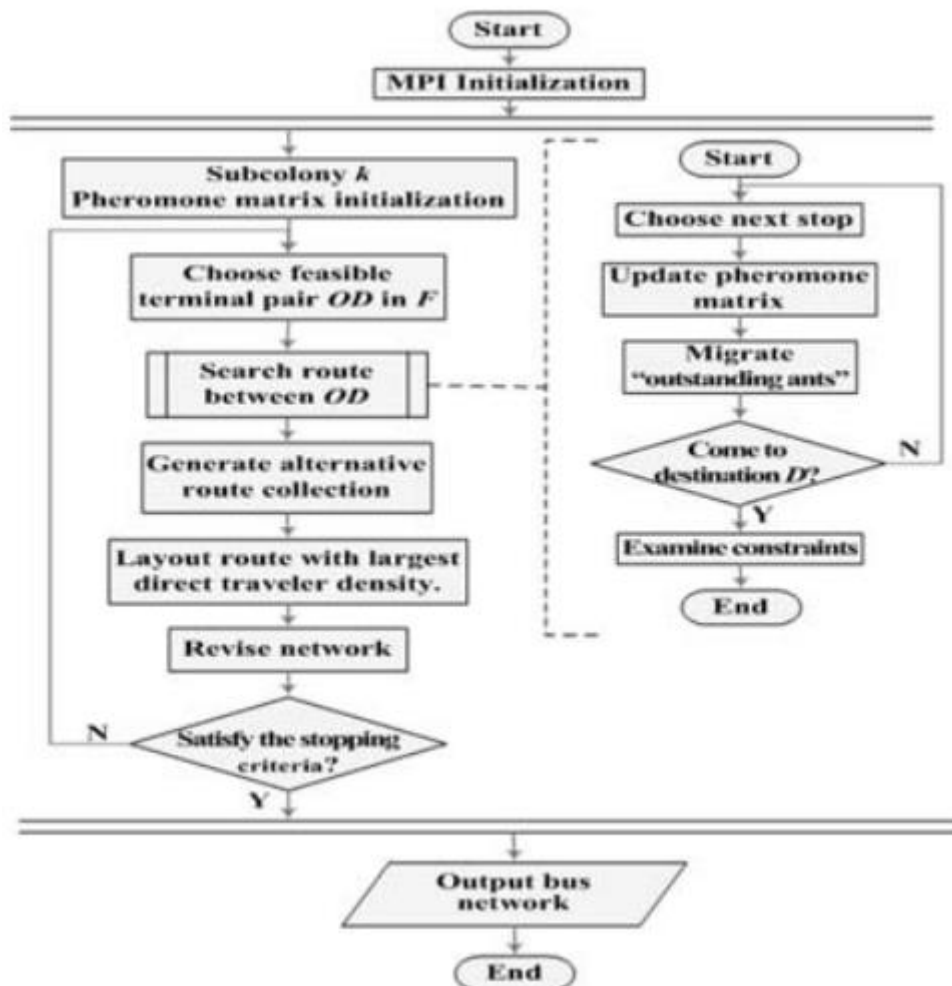 Start
MPI Initialization
Subcolony k
Pheromone matrix initialization
Choose feasible
terminal pair OD in F
Search route
between OD
Generate alternative
route collection
Layout route with largest
direct traveler density.
Revise network
Satisfy the stopping
criteria?
N
Y
Start
Choose next stop
Update pheromone
matrix
Migrate
“outstanding ants”
Come to
destination D?
N
Y
Examine constraints
End
Output bus
network
End